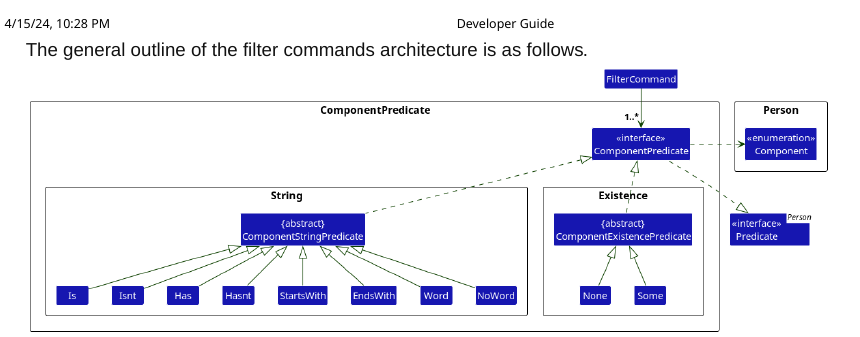 4/15/24, 10:28 PM Developer Guide
The general outline of the filter commands architecture is as follows.
FilterCommand
ComponentPredicate
1..*
Person
«interface»
ComponentPredicate
«enumeration»
Component
String
Existence
{abstract}
ComponentStringPredicate
{abstract}
ComponentExistencePredicate
«interface»
Predicate
Person
Is
Isnt
Has
Hasnt
StartsWith
EndsWith
Word
NoWord
None
Some